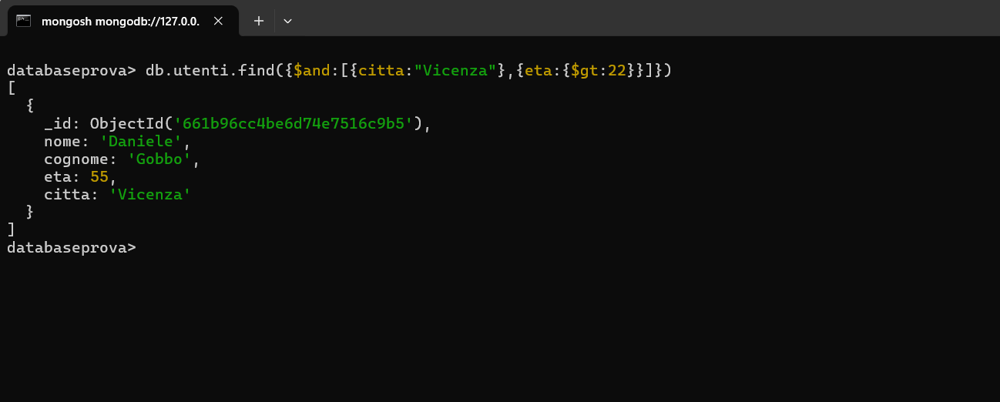 mongosh mongodb://127.0.0.
databaseprova> db.utenti.find({$and:[{citta:"Vicenza"},{eta:{$gt:22}}]})
[
  {
    _id: ObjectId('661b96cc4be6d74e7516c9b5'),
    nome: 'Daniele',
    cognome: 'Gobbo',
    eta: 55,
    citta: 'Vicenza'
  }
]
databaseprova>